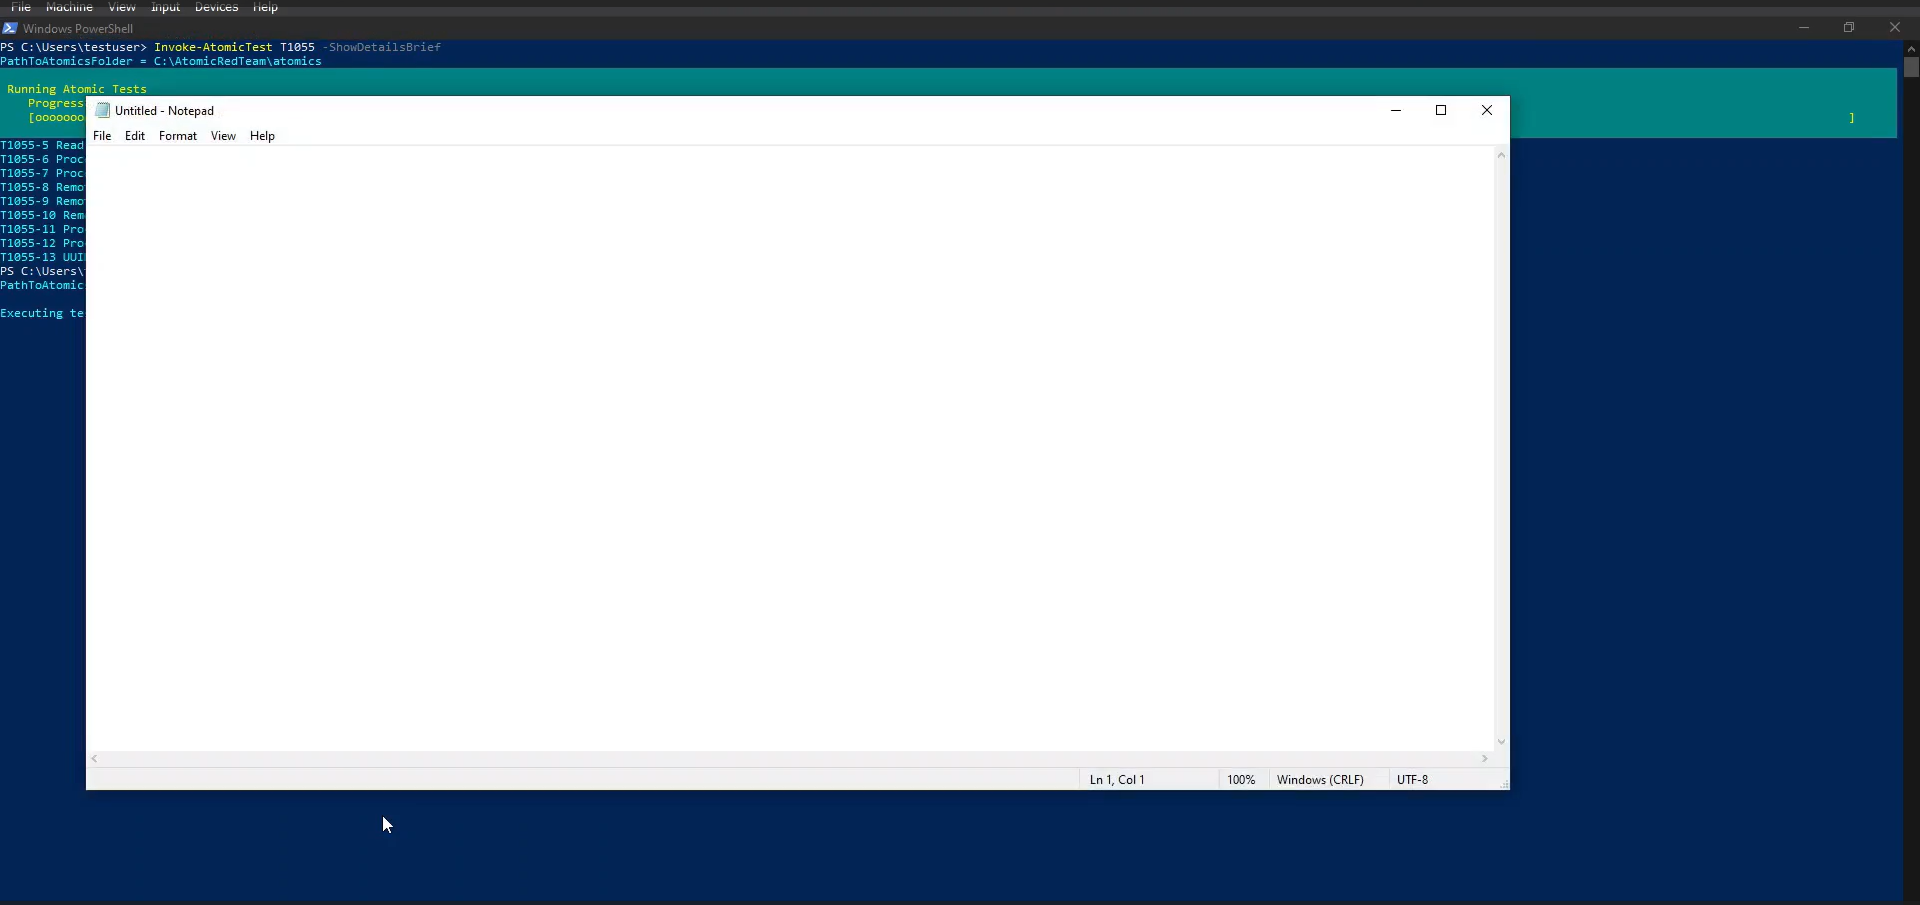 File Machine View Input Devices Help
Windows PowerShell
PS C:\Users\testuser> Invoke-AtomicTest T1055 -ShowDetailsBrief
PathToAtomicsFolder = C:\AtomicRedTeam\atomics
Running Atomic Tests
Progress
[ooooooo ]
Untitled - Notepad
File Edit Format View Help
T1055-5 Read
T1055-6 Proc
T1055-7 Proc
T1055-8 Remo
T1055-9 Remo
T1055-10 Rem
T1055-11 Pro
T1055-12 Pro
T1055-13 UUI
PS C:\Users\
PathToAtomic
Executing te
Ln 1, Col 1 100% Windows (CRLF) UTF-8